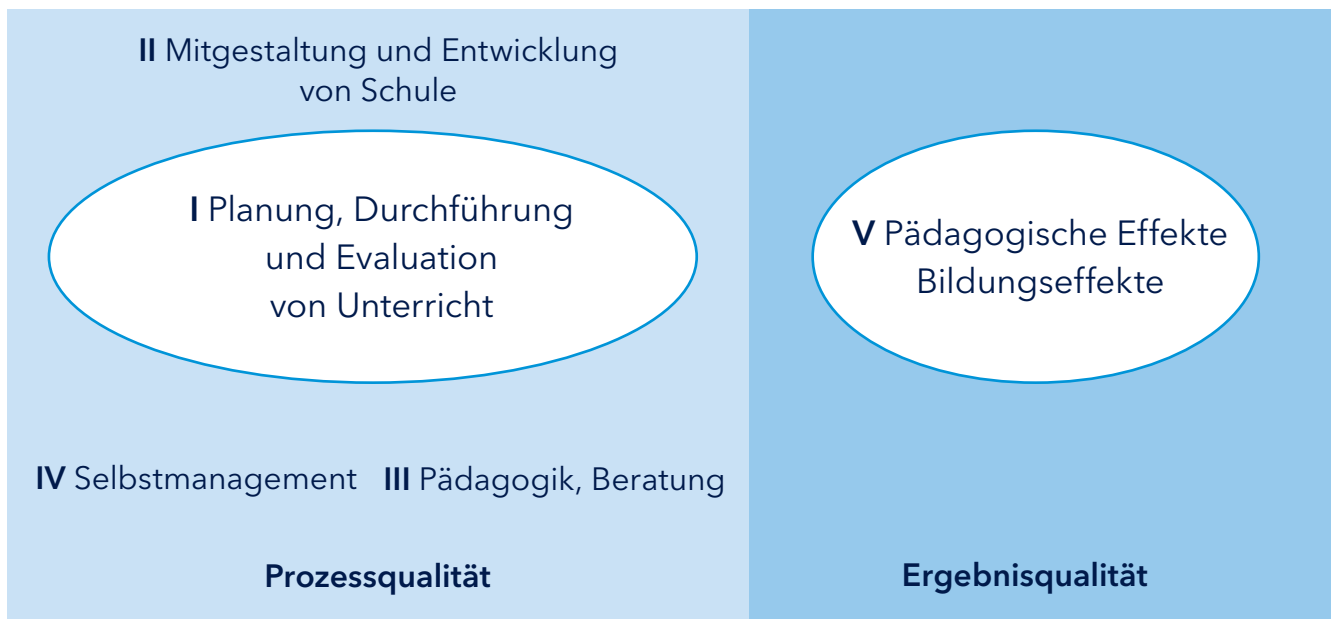 II Mitgestaltung und Entwicklung
von Schule
I Planung, Durchführung
und Evaluation
von Unterricht
IV Selbstmanagement
III Pädagogik, Beratung
Prozessqualität
V Pädagogische Effekte
Bildungseffekte
Ergebnisqualität